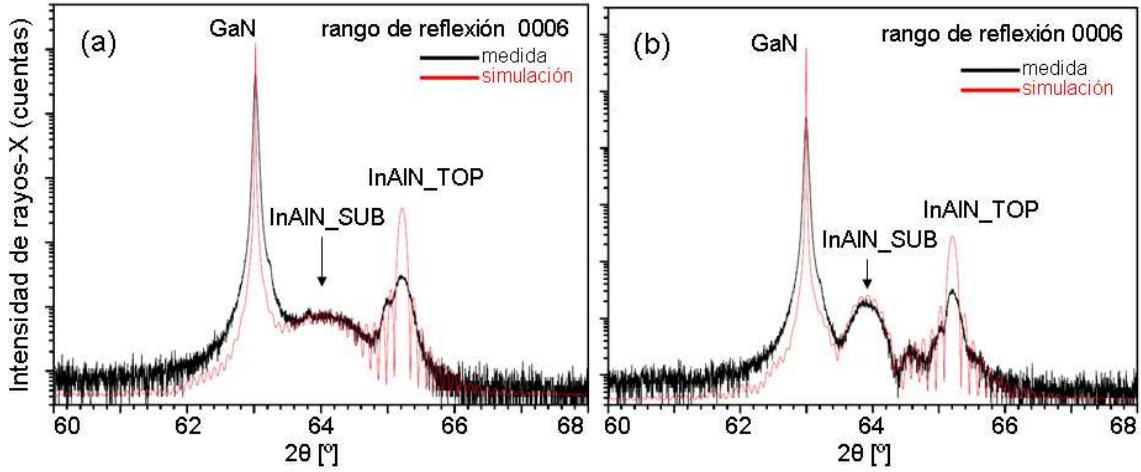 Intensidad de rayos-X (cuentas)
(a)
GaN
rango de reflexión 0006
medida
simulación
InAlN_TOP
InAlN_SUB
60 62 64 66 68
2θ [º]
(b)
rango de reflexión 0006
GaN
medida
simulación
InAlN_TOP
InAlN_SUB
60 62 64 66 68
2θ [º]